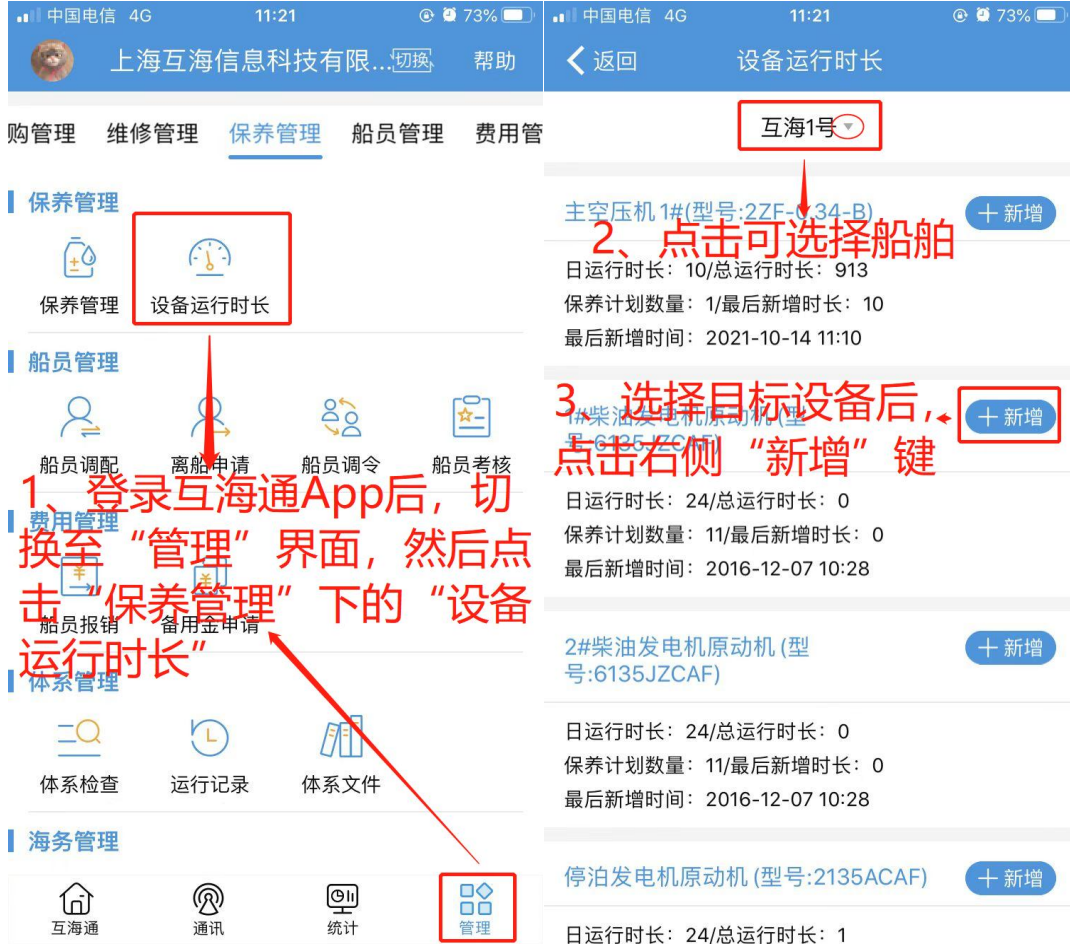 中国电信 4G 11:21 73%
上海互海信息科技有限... 切换 帮助
购管理 维修管理 保养管理 船员管理 费用管
保养管理
保养管理 设备运行时长
船员管理
船员调配 离船申请 船员调令 船员考核
1、登录互海通App后，切
换至“管理”界面，然后点
击“保养管理”下的“设备
运行时长”
费用管理
船员报销 备用金申请
体系管理
体系检查 运行记录 体系文件
海务管理
互海通 通讯 统计 管理
中国电信 4G 11:21 73%
返回 设备运行时长
互海1号
主空压机1#(型号:2ZF-0.34-B) 新增
2、点击可选择船舶
日运行时长：10/总运行时长：913
保养计划数量：1/最后新增时长：10
最后新增时间：2021-10-14 11:10
3、选择目标设备后，
点击右侧“新增”键
1#柴油发电机原动机(型 新增
号:6135JZCAF)
日运行时长：24/总运行时长：0
保养计划数量：11/最后新增时长：0
最后新增时间：2016-12-07 10:28
2#柴油发电机原动机(型 新增
号:6135JZCAF)
日运行时长：24/总运行时长：0
保养计划数量：11/最后新增时长：0
最后新增时间：2016-12-07 10:28
停泊发电机原动机(型号:2135ACAF) 新增
日运行时长：24/总运行时长：1